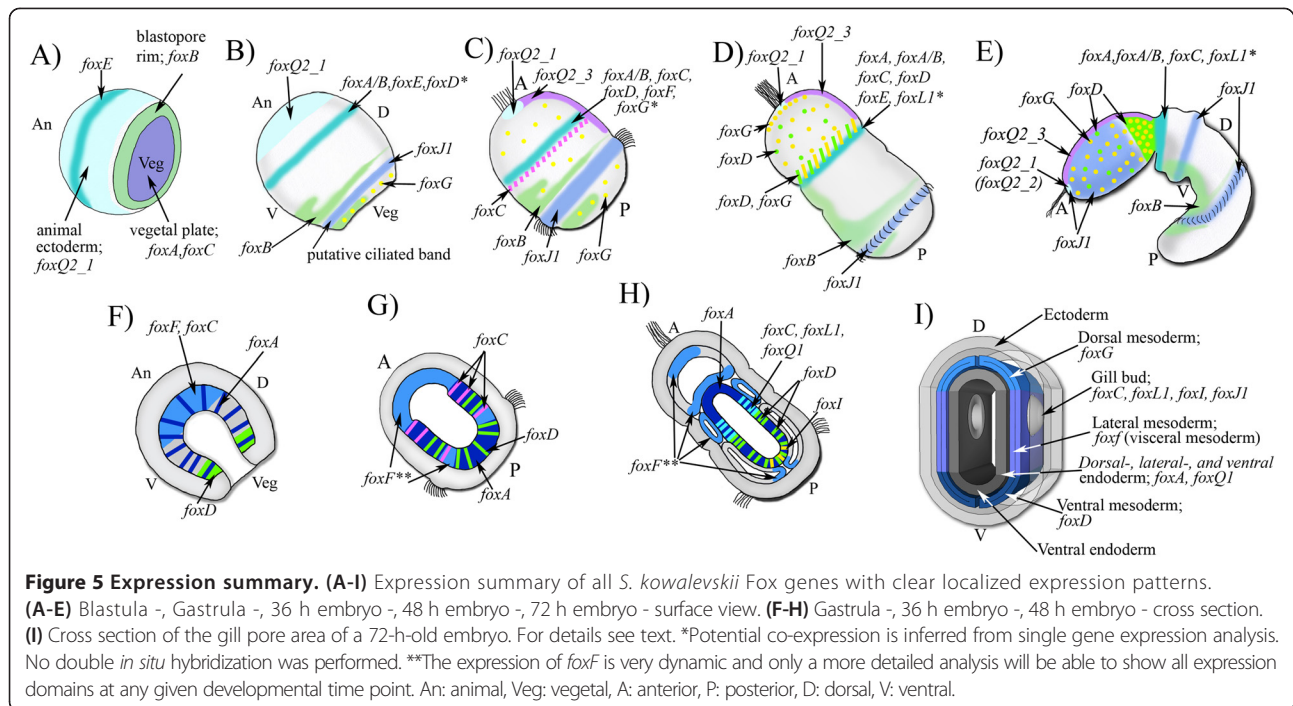 A)
foxE
blastopore
rim; foxB
An
Veg
animal
ectoderm;
foxQ2_1
vegetal plate;
foxA,foxC
B)
foxQ2_1
An
foxA/B,foxE,foxD*
D
foxJ1
foxG
V
Veg
foxB
putative ciliated band
C)
foxQ2_1
A
foxQ2_3
foxA/B, foxC,
foxD, foxF,
foxG*
foxC
foxB
foxJ1
foxG
P
D)
foxQ2_3
foxQ2_1
A
foxA, foxA/B,
foxC, foxD
foxE, foxL1*
foxG
foxD
foxD, foxG
foxB
foxJ1
P
E)
foxA,foxA/B, foxC, foxL1*
foxD
foxG
foxJ1
D
foxQ2_3
foxQ2_1
(foxQ2_2)
A
V
foxB
foxJ1
P
F)
foxF, foxC
foxA
An
D
V
Veg
foxD
G)
foxC
A
foxD
P
foxF**
foxA
H)
foxA
A
foxC, foxL1,
foxQ1
foxD
foxI
foxF**
P
I)
D
Ectoderm
Dorsal mesoderm;
foxG
Gill bud;
foxC, foxL1, foxI, foxJ1
Lateral mesoderm;
foxf (visceral mesoderm)
Dorsal-, lateral-, and ventral
endoderm; foxA, foxQ1
Ventral mesoderm;
foxD
V
Ventral endoderm
Figure 5 Expression summary. (A-I) Expression summary of all S. kowalevskii Fox genes with clear localized expression patterns.
(A-E) Blastula -, Gastrula -, 36 h embryo -, 48 h embryo -, 72 h embryo - surface view. (F-H) Gastrula -, 36 h embryo -, 48 h embryo - cross section.
(I) Cross section of the gill pore area of a 72-h-old embryo. For details see text. *Potential co-expression is inferred from single gene expression analysis.
No double in situ hybridization was performed. **The expression of foxF is very dynamic and only a more detailed analysis will be able to show all expression
domains at any given developmental time point. An: animal, Veg: vegetal, A: anterior, P: posterior, D: dorsal, V: ventral.